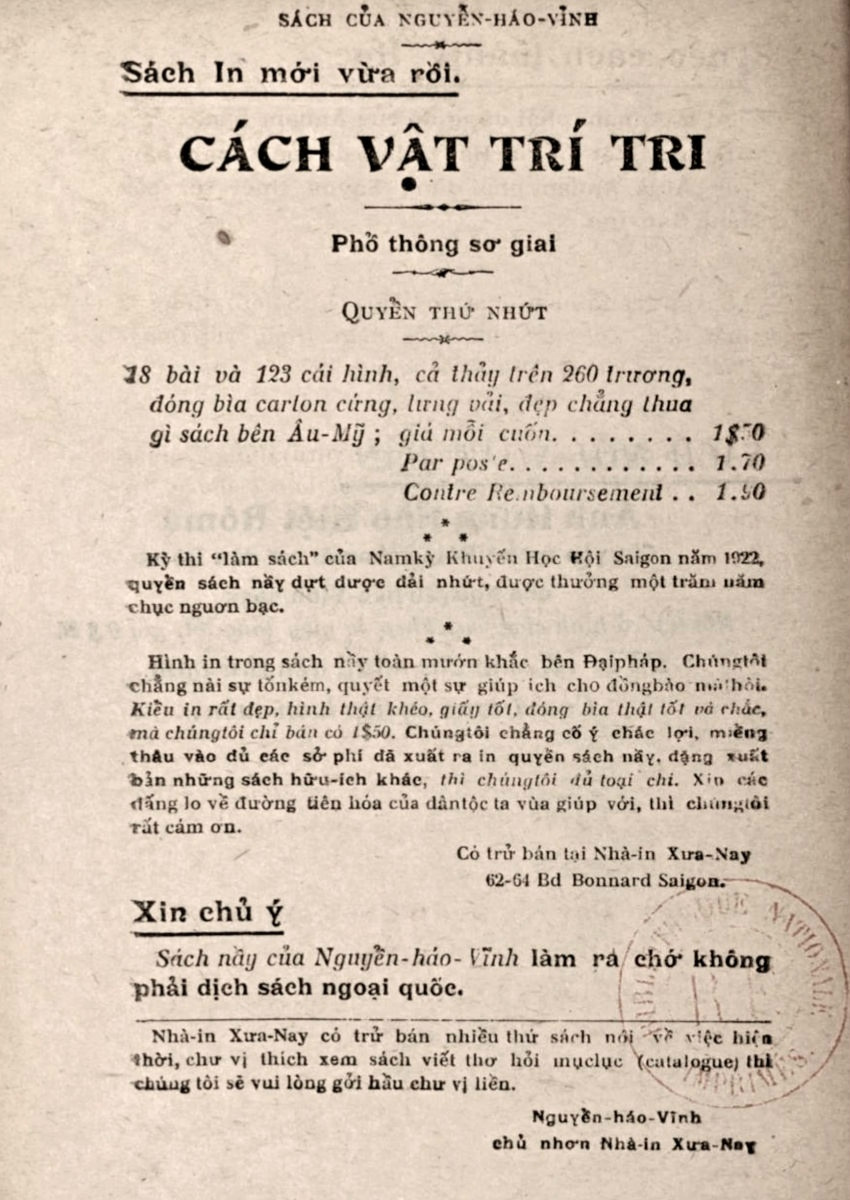 SÁCH CỦA NGUYỄN-HÁO-VĨNH
Sách In mới vừa rồi.
CÁCH VẬT TRÍ TRI
Phổ thông sơ giai
QUYỂN THỨ NHỨT
18 bài và 123 cái hình, cả thảy trên 260 trương,
đóng bìa carton cứng, lưng vải, đẹp chẳng thua
gì sách bên Âu-Mỹ ; giá mỗi cuốn. . . . . . . . 1$50
Par poste. . . . . . . . . . . . 1.70
Contre Remboursement . . 1.90
* * *
Kỳ thi “làm sách” của Namkỳ Khuyến Học Hội Saigon năm 1922,
quyển sách nầy dựt được dải nhứt, được thưởng một trăm năm
chục nguơn bạc.
* * *
Hình in trong sách nầy toàn mướn khắc bên Đạipháp. Chúngtôi
chẳng nài sự tốnkém, quyết một sự giúp ích cho đồngbào mà thôi.
Kiểu in rất đẹp, hình thật khéo, giấy tốt, đóng bìa thật tốt và chắc,
mà chúngtôi chỉ bán có 1$50. Chúngtôi chẳng cố ý chác lợi, miễng
thâu vào đủ các sở phí đã xuất ra in quyển sách nầy, đặng xuất
bản những sách hữu-ích khác, thì chúngtôi đủ toại chí. Xin các
đấng lo về đường tiến hóa của dântộc ta vùa giúp với, thì chúngtôi
rất cám ơn.
Có trử bán tại Nhà-in Xưa-Nay
62-64 Bd Bonnard Saigon.
Xin chủ ý
Sách nầy của Nguyễn-háo-Vĩnh làm ra chớ không
phải dịch sách ngoại quốc.
Nhà-in Xưa-Nay có trử bán nhiều thứ sách nói về việc hiện
thời, chư vị thích xem sách viết thơ hỏi mụclục (catalogue) thì
chúng tôi sẽ vui lòng gởi hầu chư vị liền.
Nguyễn-háo-Vĩnh
chủ nhơn Nhà-in Xưa-Nay
NATIONALE
IMPRIMÉS